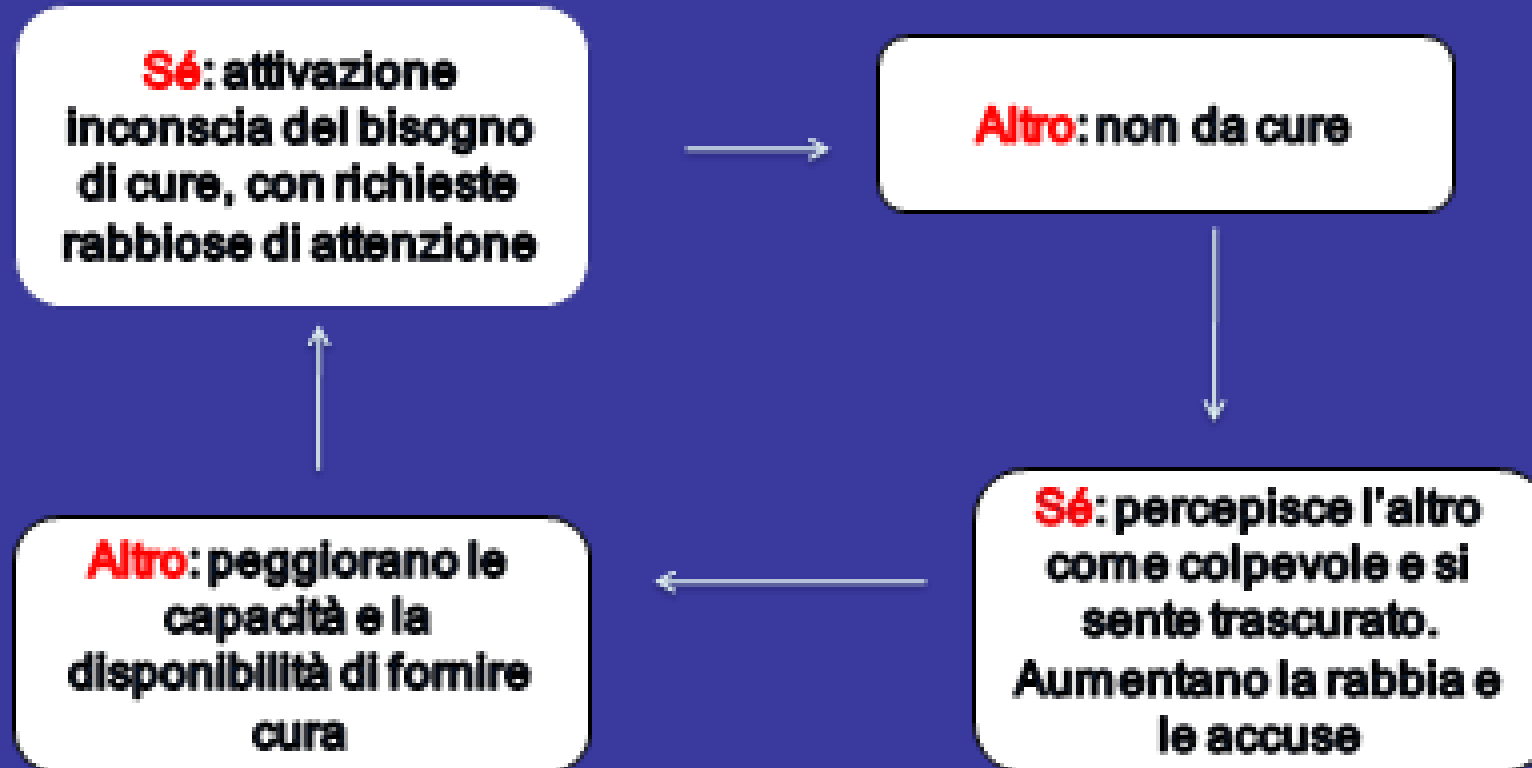 Sé: attivazione
inconscia del bisogno
di cure, con richieste
rabbiose di attenzione
Altro: non da cure
Sé: percepisce l'altro
come colpevole e si
sente trascurato.
Aumentano la rabbia e
le accuse
Altro: peggiorano le
capacità e la
disponibilità di fornire
cura